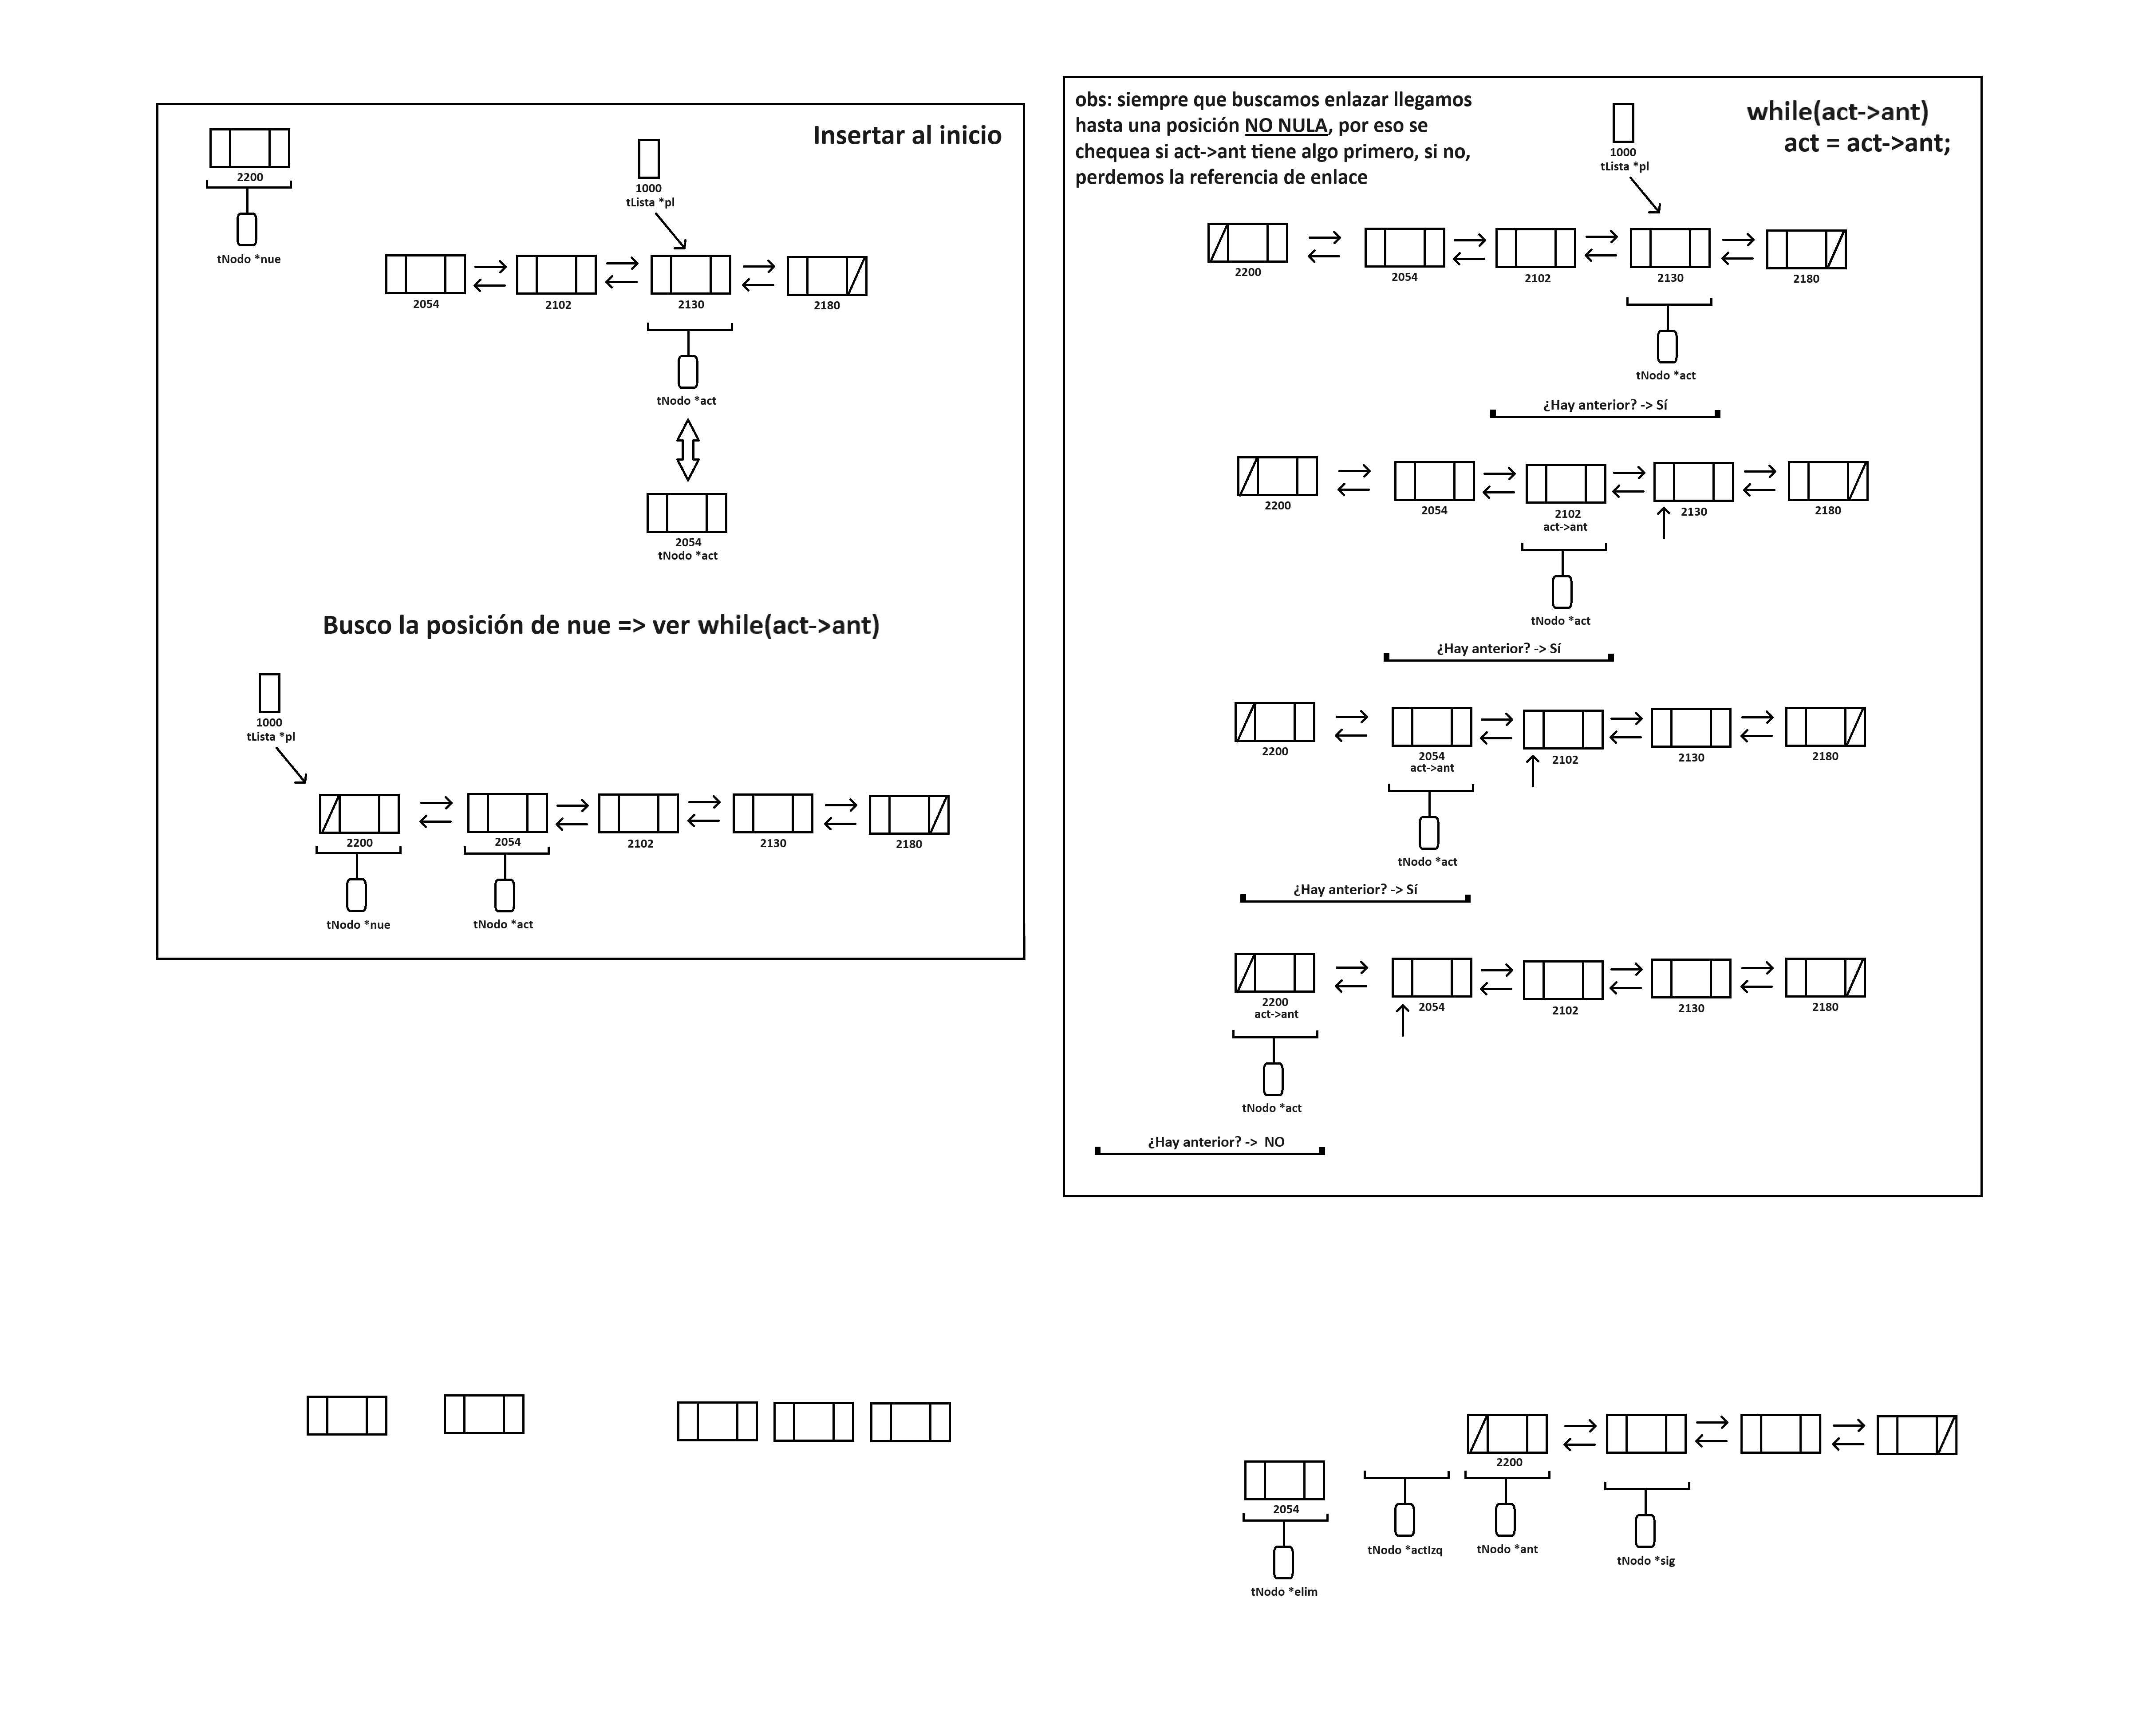 Insertar al inicio
2200
tNodo *nue
1000
tLista *pl
2054
2102
2130
2180
tNodo *act
2054
tNodo *act
Busco la posición de nue => ver while(act->ant)
1000
tLista *pl
2200
2054
2102
2130
2180
tNodo *nue
tNodo *act
obs: siempre que buscamos enlazar llegamos
hasta una posición NO NULA, por eso se
chequea si act->ant tiene algo primero, si no,
perdemos la referencia de enlace
while(act->ant)
act = act->ant;
1000
tLista *pl
2200
2054
2102
2130
2180
tNodo *act
¿Hay anterior? -> Sí
2200
2054
2102
act->ant
2130
2180
tNodo *act
¿Hay anterior? -> Sí
2200
2054
act->ant
2102
2130
2180
tNodo *act
¿Hay anterior? -> Sí
2200
act->ant
2054
2102
2130
2180
tNodo *act
¿Hay anterior? -> NO
2200
2054
tNodo *elim
tNodo *actIzq
tNodo *ant
tNodo *sig